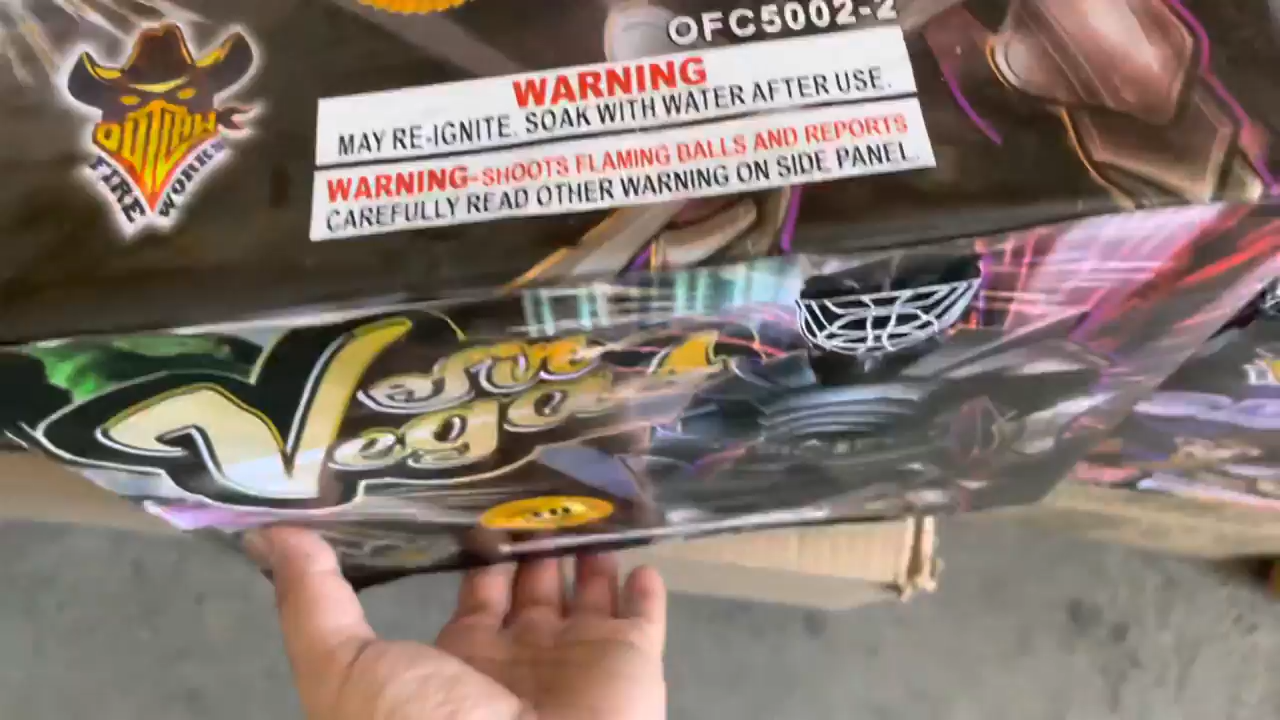 OFC5002-2
OUTLAW
FIRE WORKS
WARNING
MAY RE-IGNITE. SOAK WITH WATER AFTER USE.
WARNING-SHOOTS FLAMING BALLS AND REPORTS
CAREFULLY READ OTHER WARNING ON SIDE PANEL.